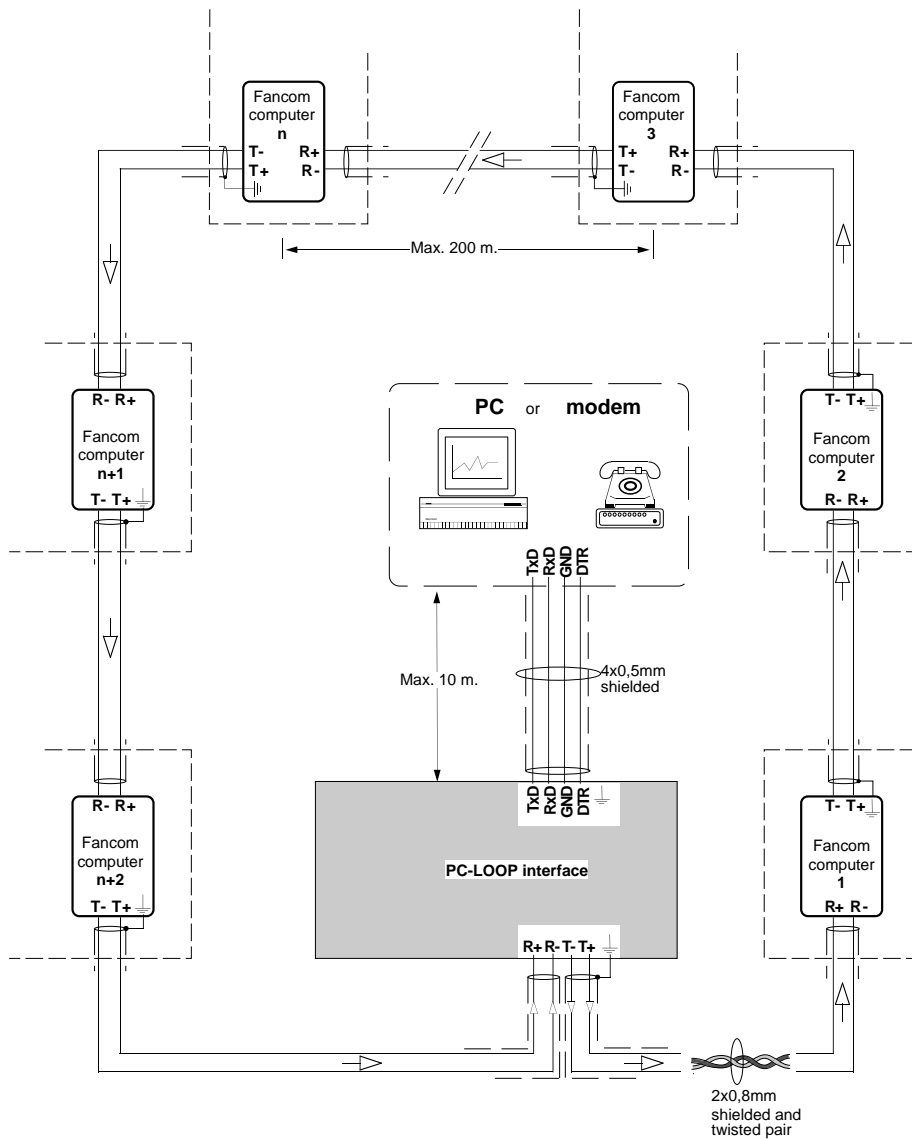 Fancom
computer
n
T- R+
T+ R-
Fancom
computer
3
T+ R+
T- R-
Max. 200 m.
R- R+
Fancom
computer
n+1
T- T+
PC or modem
TxD
RxD
GND
DTR
T- T+
Fancom
computer
2
R- R+
Max. 10 m.
4x0,5mm
shielded
R- R+
Fancom
computer
n+2
T- T+
TxD
RxD
GND
DTR
PC-LOOP interface
R+ R- T- T+
T- T+
Fancom
computer
1
R+ R-
2x0,8mm
shielded and
twisted pair